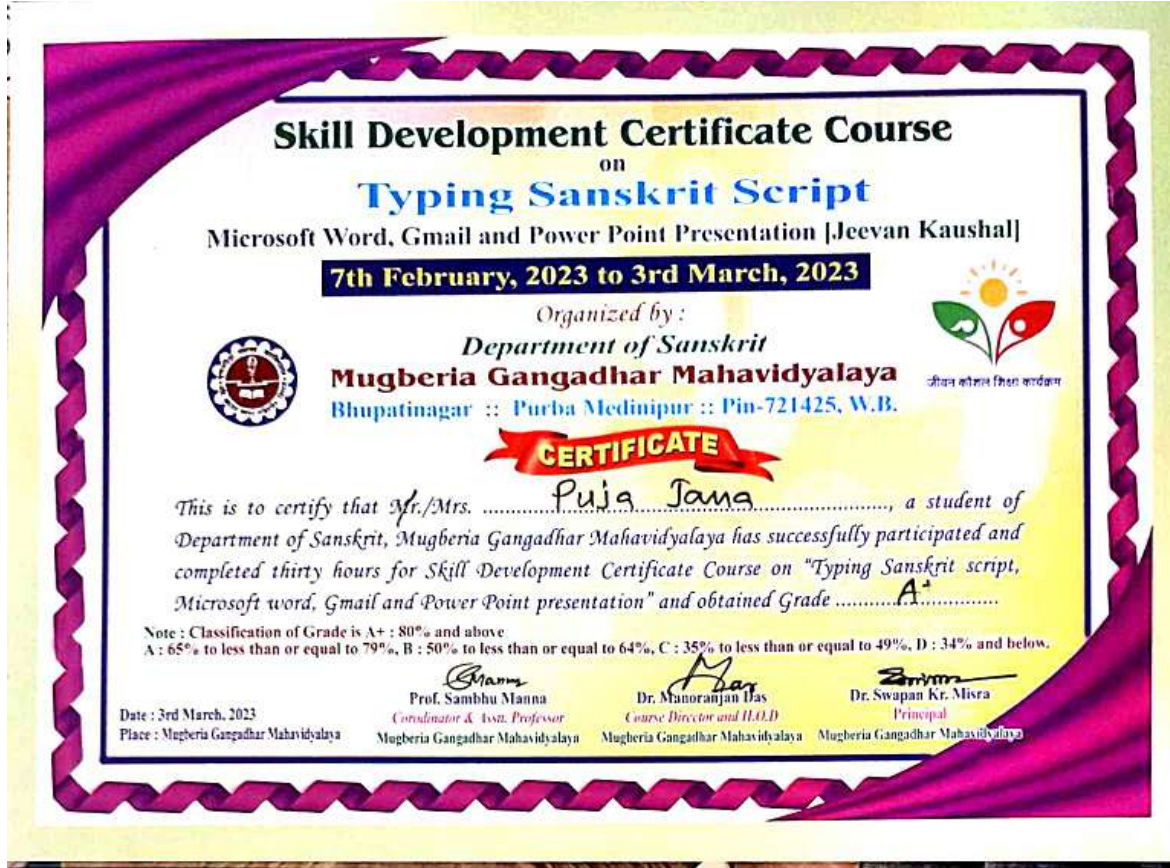 Skill Development Certificate Course
on
Typing Sanskrit Script
Microsoft Word, Gmail and Power Point Presentation [Jeevan Kaushal]
7th February, 2023 to 3rd March, 2023
Organized by :
Department of Sanskrit
Mugberia Gangadhar Mahavidyalaya
Bhupatinagar :: Purba Medinipur :: Pin-721425, W.B.
जीवन कौशल शिक्षा कार्यक्रम
CERTIFICATE
This is to certify that Mr./Mrs. Puja Jana, a student of
Department of Sanskrit, Mugberia Gangadhar Mahavidyalaya has successfully participated and
completed thirty hours for Skill Development Certificate Course on "Typing Sanskrit script,
Microsoft word, Gmail and Power Point presentation" and obtained Grade A+
Note : Classification of Grade is A+ : 80% and above
A : 65% to less than or equal to 79%, B : 50% to less than or equal to 64%, C : 35% to less than or equal to 49%, D : 34% and below.
Prof. Sambhu Manna
Corodinator & Asst. Professor
Mugberia Gangadhar Mahavidyalaya
Dr. Manoranjan Das
Course Director and H.O.D
Mugberia Gangadhar Mahavidyalaya
Dr. Swapan Kr. Misra
Principal
Mugberia Gangadhar Mahavidyalaya
Date : 3rd March, 2023
Place : Mugberia Gangadhar Mahavidyalaya